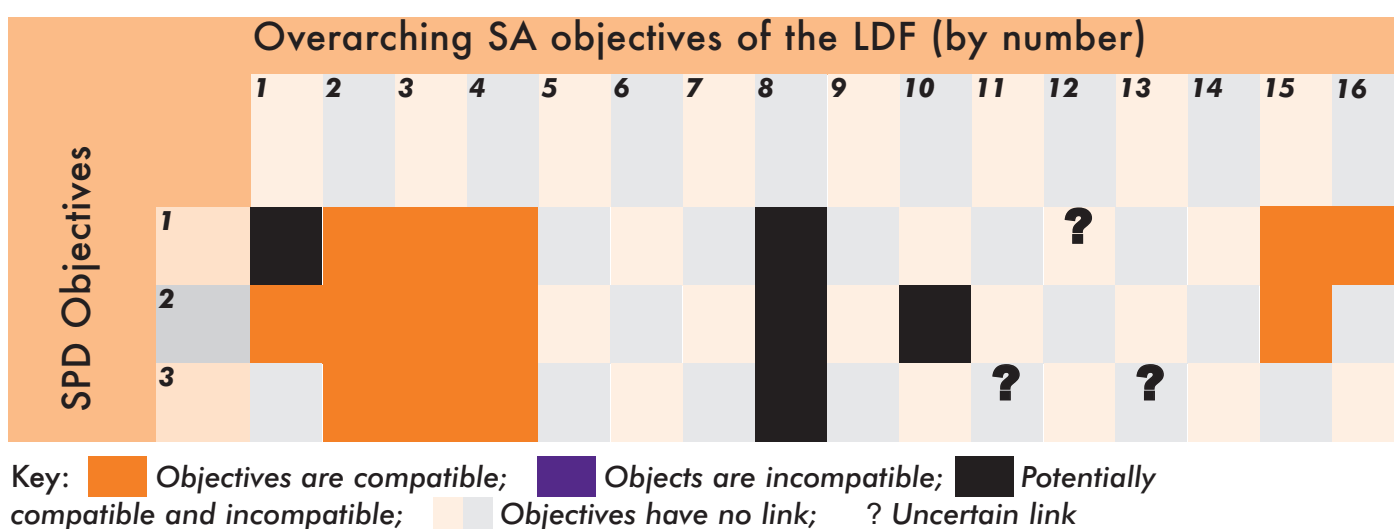 Overarching SA objectives of the LDF (by number)
1 2 3 4 5 6 7 8 9 10 11 12 13 14 15 16
SPD Objectives
1 ?
2
3 ? ?
Key: Objectives are compatible; Objects are incompatible; Potentially
compatible and incompatible; Objectives have no link; ? Uncertain link